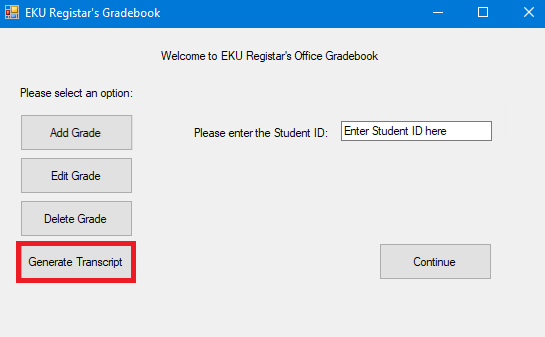 EKU Registar's Gradebook
Welcome to EKU Registar's Office Gradebook
Please select an option:
Add Grade
Please enter the Student ID:
Enter Student ID here
Edit Grade
Delete Grade
Generate Transcript
Continue